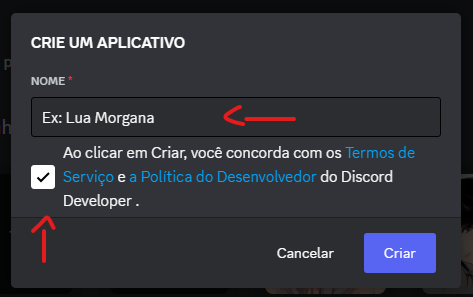 CRIE UM APLICATIVO
NOME *
Ex: Lua Morgana
Ao clicar em Criar, você concorda com os Termos de
Serviço e a Política do Desenvolvedor do Discord
Developer .
Cancelar
Criar